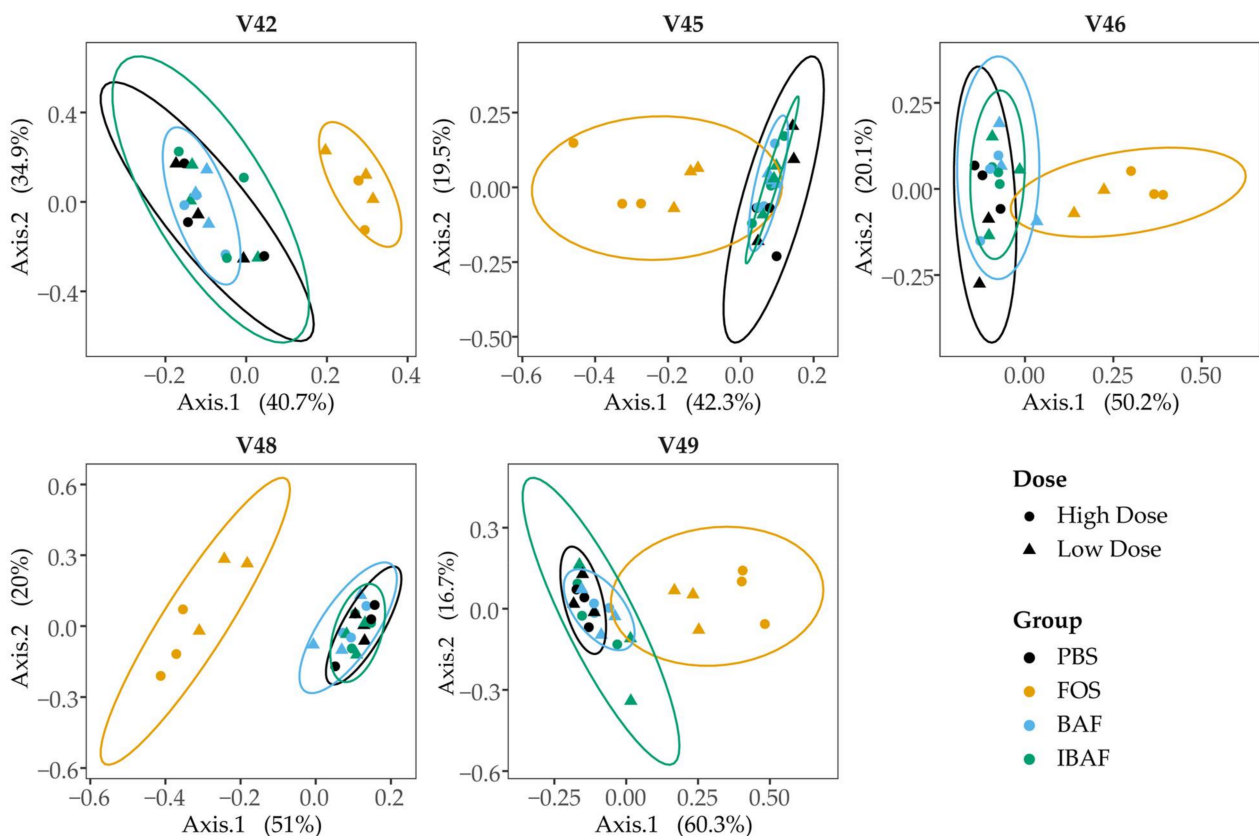 V42
Axis.2 (34.9%)
0.4
0.0
−0.4
−0.2
0.0
0.2
0.4
Axis.1 (40.7%)
V45
Axis.2 (19.5%)
0.25
0.00
−0.25
−0.50
−0.6
−0.4
−0.2
0.0
0.2
Axis.1 (42.3%)
V46
Axis.2 (20.1%)
0.25
0.00
−0.25
0.00
0.25
0.50
Axis.1 (50.2%)
V48
Axis.2 (20%)
0.6
0.3
0.0
−0.3
−0.6
−0.6
−0.4
−0.2
0.0
0.2
Axis.1 (51%)
V49
Axis.2 (16.7%)
0.3
0.0
−0.3
−0.6
−0.25
0.00
0.25
0.50
Axis.1 (60.3%)
Dose
High Dose
Low Dose
Group
PBS
FOS
BAF
IBAF